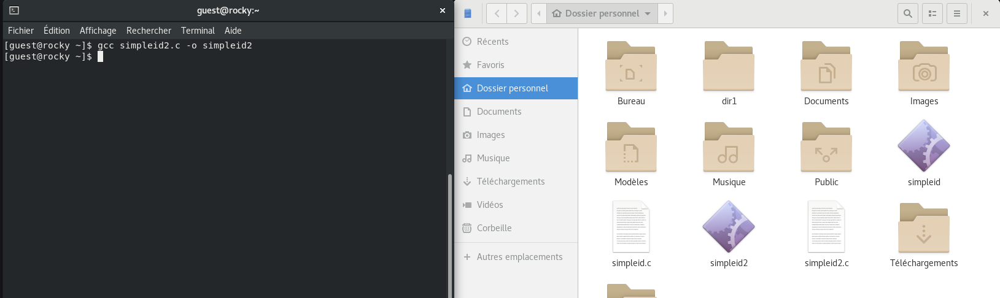 guest@rocky:~
Fichier Édition Affichage Rechercher Terminal Aide
[guest@rocky ~]$ gcc simpleid2.c -o simpleid2
[guest@rocky ~]$
Dossier personnel
Récents
Favoris
Dossier personnel
Documents
Images
Musique
Téléchargements
Vidéos
Corbeille
Autres emplacements
Bureau dir1 Documents Images
Modèles Musique Public simpleid
simpleid.c simpleid2 simpleid2.c Téléchargements